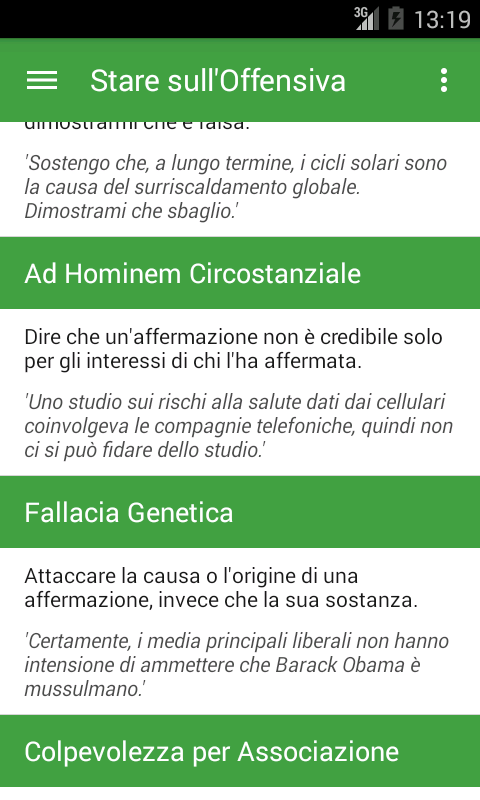 3G
13:19
Stare sull'Offensiva
dimostrarmi che è falsa.
'Sostengo che, a lungo termine, i cicli solari sono
la causa del surriscaldamento globale.
Dimostrami che sbaglio.'
Ad Hominem Circostanziale
Dire che un'affermazione non è credibile solo
per gli interessi di chi l'ha affermata.
'Uno studio sui rischi alla salute dati dai cellulari
coinvolgeva le compagnie telefoniche, quindi non
ci si può fidare dello studio.'
Fallacia Genetica
Attaccare la causa o l'origine di una
affermazione, invece che la sua sostanza.
'Certamente, i media principali liberali non hanno
intensione di ammettere che Barack Obama è
mussulmano.'
Colpevolezza per Associazione